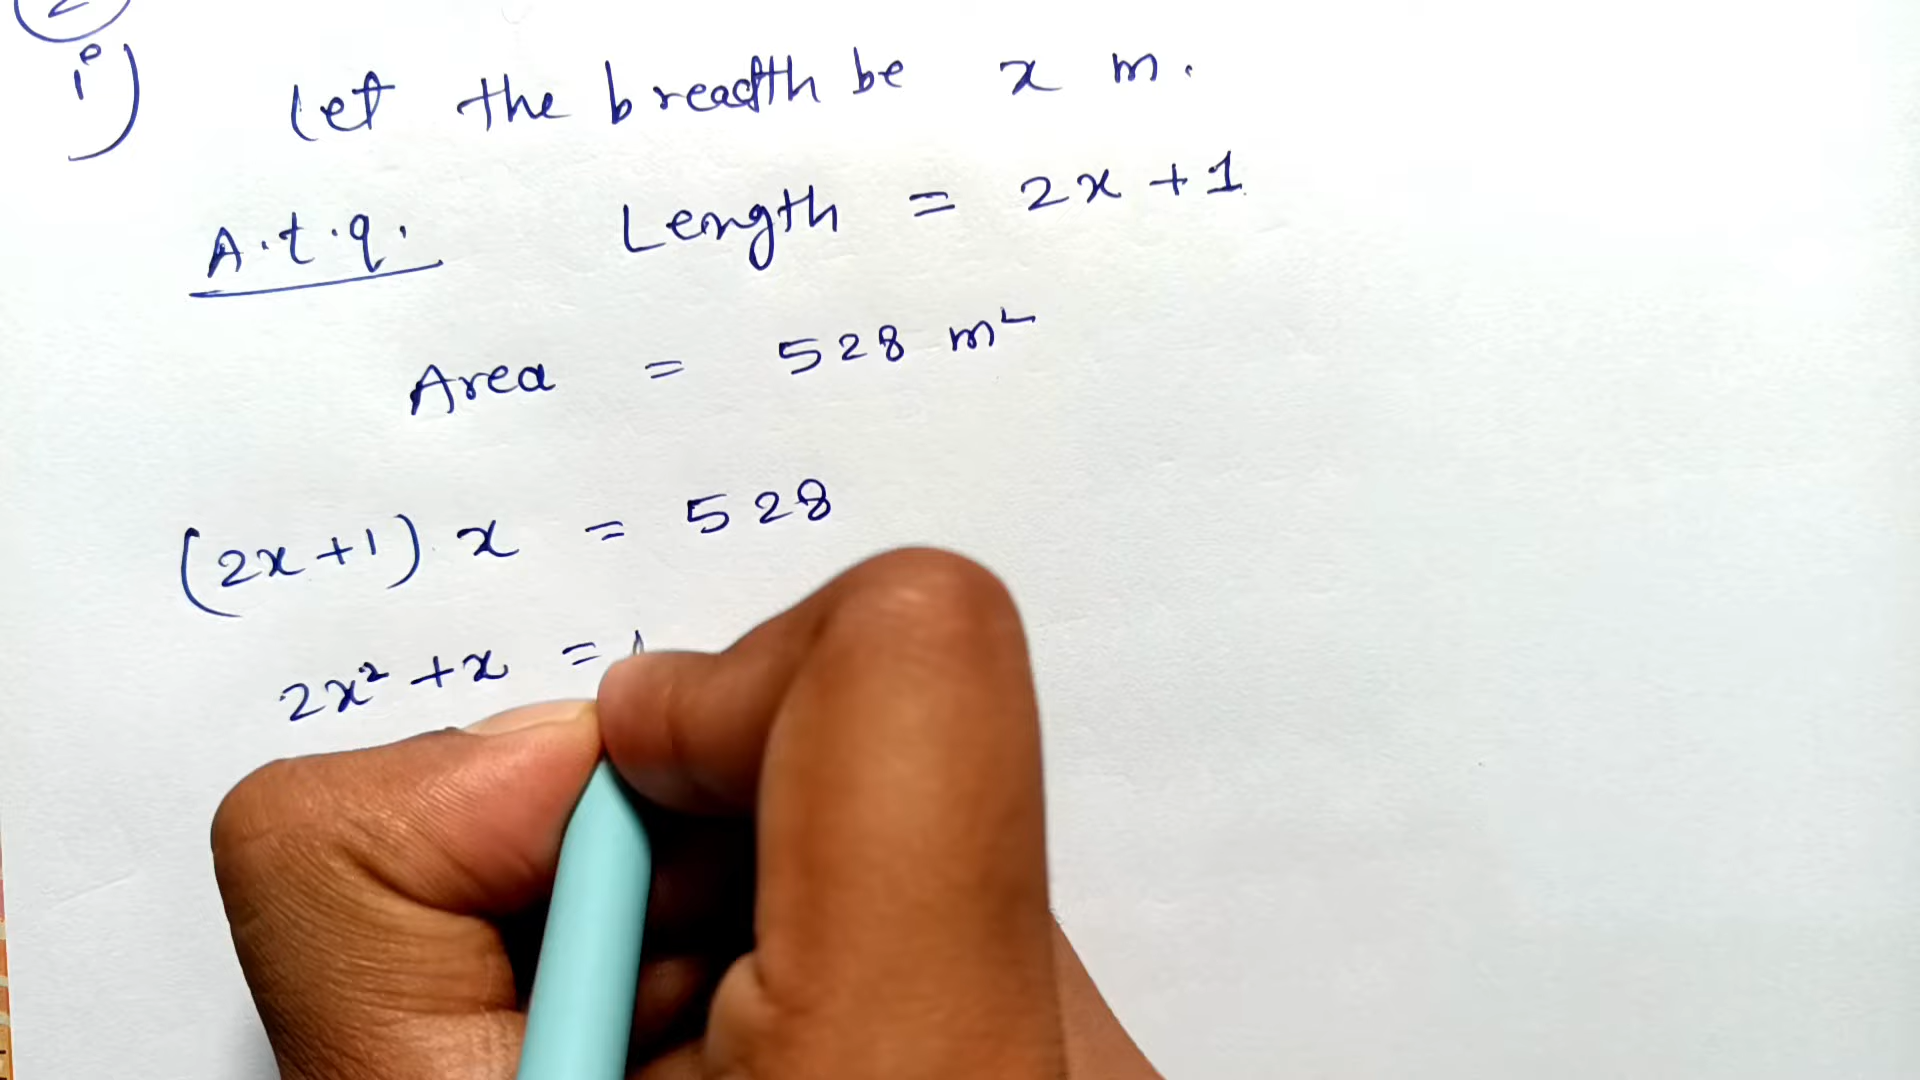 i)
Let the breadth be x m.
A.t.q. Length = 2x + 1
Area = 528 m²
(2x+1) x = 528
2x² + x =